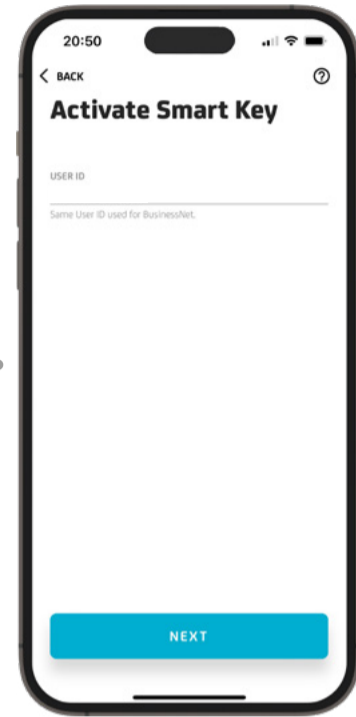 20:50
BACK
Activate Smart Key
USER ID
Same User ID used for BusinessNet.
NEXT